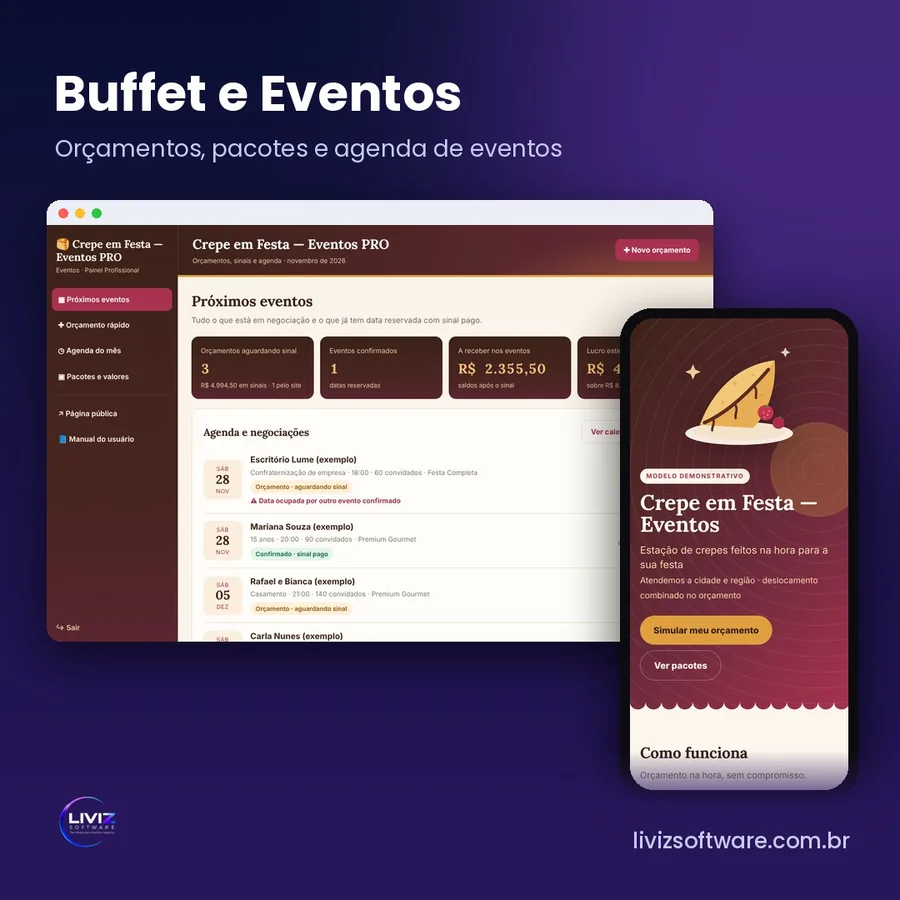 Buffet e Eventos
Orçamentos, pacotes e agenda de eventos
Crepe em Festa —
Eventos PRO
Eventos · Painel Profissional
Próximos eventos
Orçamento rápido
Agenda do mês
Pacotes e valores
Página pública
Manual do usuário
Sair
Crepe em Festa — Eventos PRO
Orçamentos, sinais e agenda · novembro de 2026
+ Novo orçamento
Próximos eventos
Tudo o que está em negociação e o que já tem data reservada com sinal pago.
Orçamentos aguardando sinal
3
R$ 4.994,50 em sinais · 1 pelo site
Eventos confirmados
1
datas reservadas
A receber nos eventos
R$ 2.355,50
saldos após o sinal
Lucro esti
R$ 4
sobre R$ 8
Agenda e negociações
Ver cale
SÁB
28
NOV
Escritório Lume (exemplo)
Confraternização de empresa · 18:00 · 60 convidados · Festa Completa
Orçamento · aguardando sinal
Data ocupada por outro evento confirmado
SÁB
28
NOV
Mariana Souza (exemplo)
15 anos · 20:00 · 90 convidados · Premium Gourmet
Confirmado · sinal pago
SÁB
05
DEZ
Rafael e Bianca (exemplo)
Casamento · 21:00 · 140 convidados · Premium Gourmet
Orçamento · aguardando sinal
SÁB
Carla Nunes (exemplo)
MODELO DEMONSTRATIVO
Crepe em Festa —
Eventos
Estação de crepes feitos na hora para a
sua festa
Atendemos a cidade e região · deslocamento
combinado no orçamento
Simular meu orçamento
Ver pacotes
Como funciona
Orçamento na hora, sem compromisso.
LIVIZ
SOFTWARE
livizsoftware.com.br